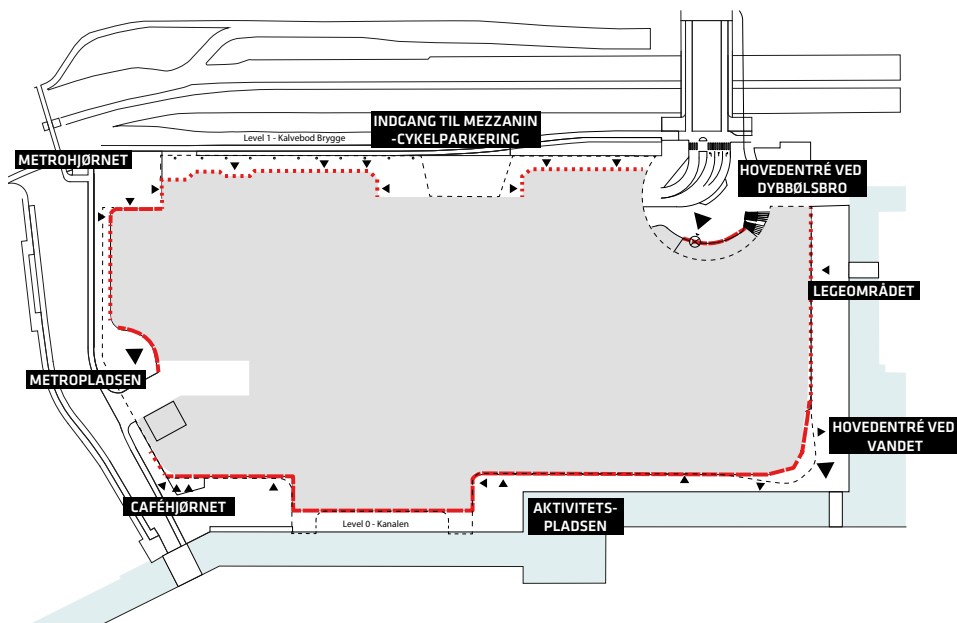 INDGANG TIL MEZZANIN
-CYKELPARKERING
Level 1 - Kalvebod Brygge
METROHJØRNET
HOVEDENTRÉ VED
DYBBØLSBRO
LEGEOMRÅDET
METROPLADSEN
HOVEDENTRÉ VED
VANDET
CAFÉHJØRNET
AKTIVITETS-
PLADSEN
Level 0 - Kanalen